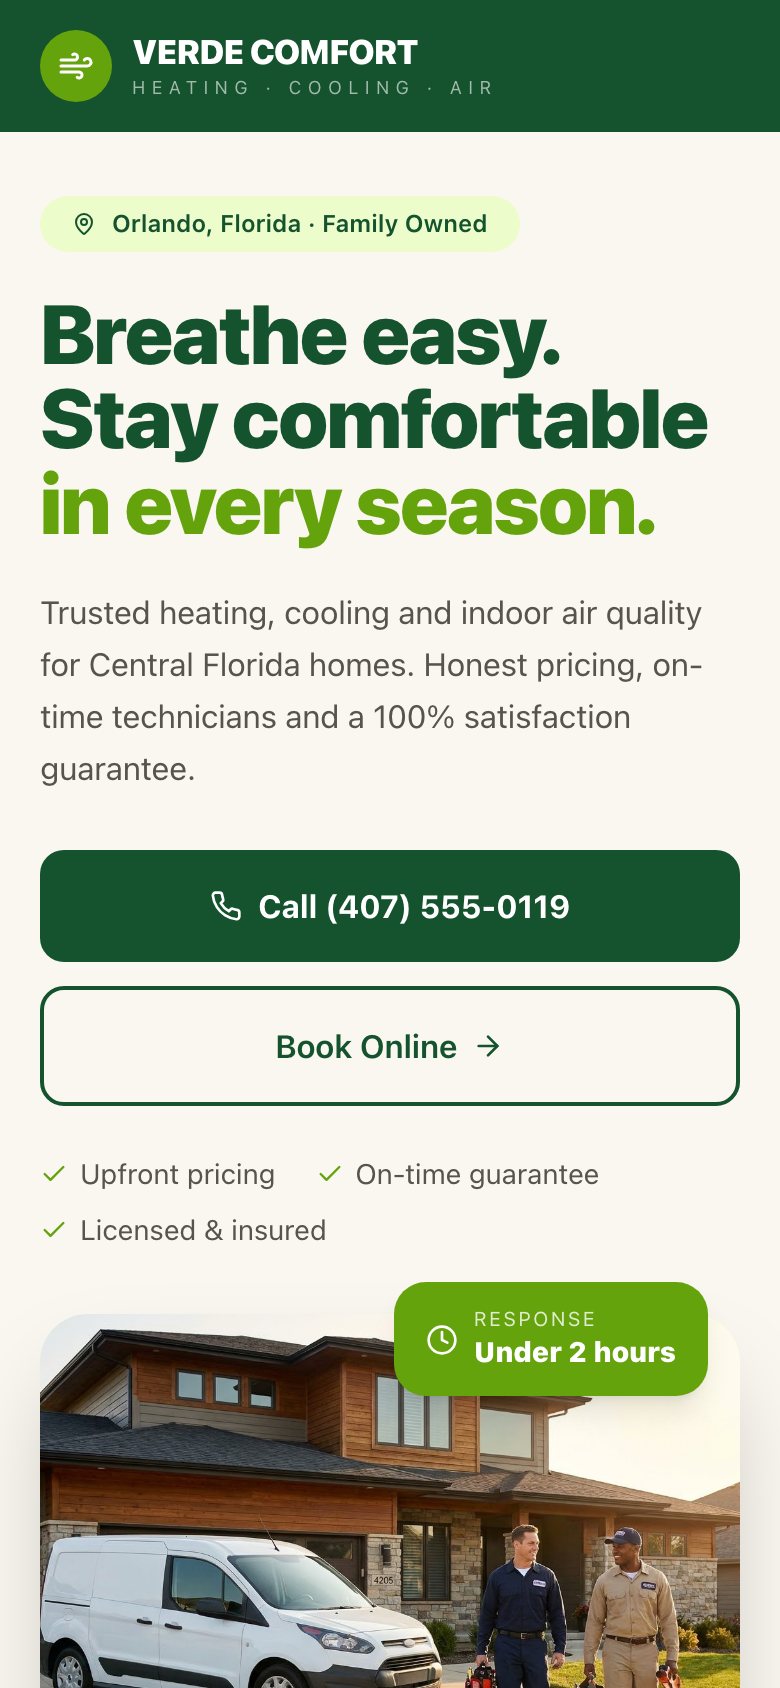 VERDE COMFORT
HEATING · COOLING · AIR
Orlando, Florida · Family Owned
Breathe easy.
Stay comfortable
in every season.
Trusted heating, cooling and indoor air quality
for Central Florida homes. Honest pricing, on-
time technicians and a 100% satisfaction
guarantee.
Call (407) 555-0119
Book Online
Upfront pricing
On-time guarantee
Licensed & insured
RESPONSE
Under 2 hours
4205